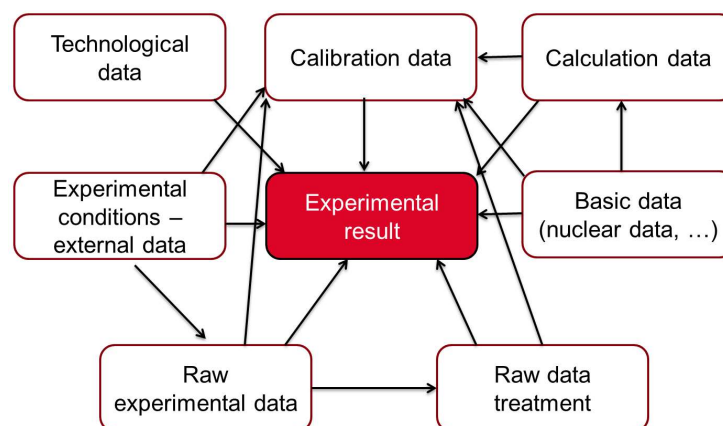 Technological
data
Calibration data
Calculation data
Experimental
conditions –
external data
Experimental
result
Basic data
(nuclear data, …)
Raw
experimental data
Raw data
treatment